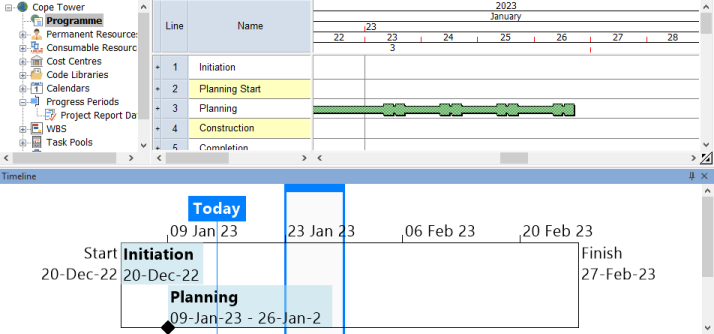 Cope Tower
Programme
Permanent Resources
Consumable Resourc
Cost Centres
Code Libraries
Calendars
Progress Periods
Project Report Da
WBS
Task Pools
Line
Name
1 Initiation
2 Planning Start
3 Planning
4 Construction
5 Completion
2023
January
23
22 23 24 25 26 27 28
3
Timeline
Today
09 Jan 23
23 Jan 23
06 Feb 23
20 Feb 23
Start
20-Dec-22
Initiation
20-Dec-22
Planning
09-Jan-23 - 26-Jan-2
Finish
27-Feb-23